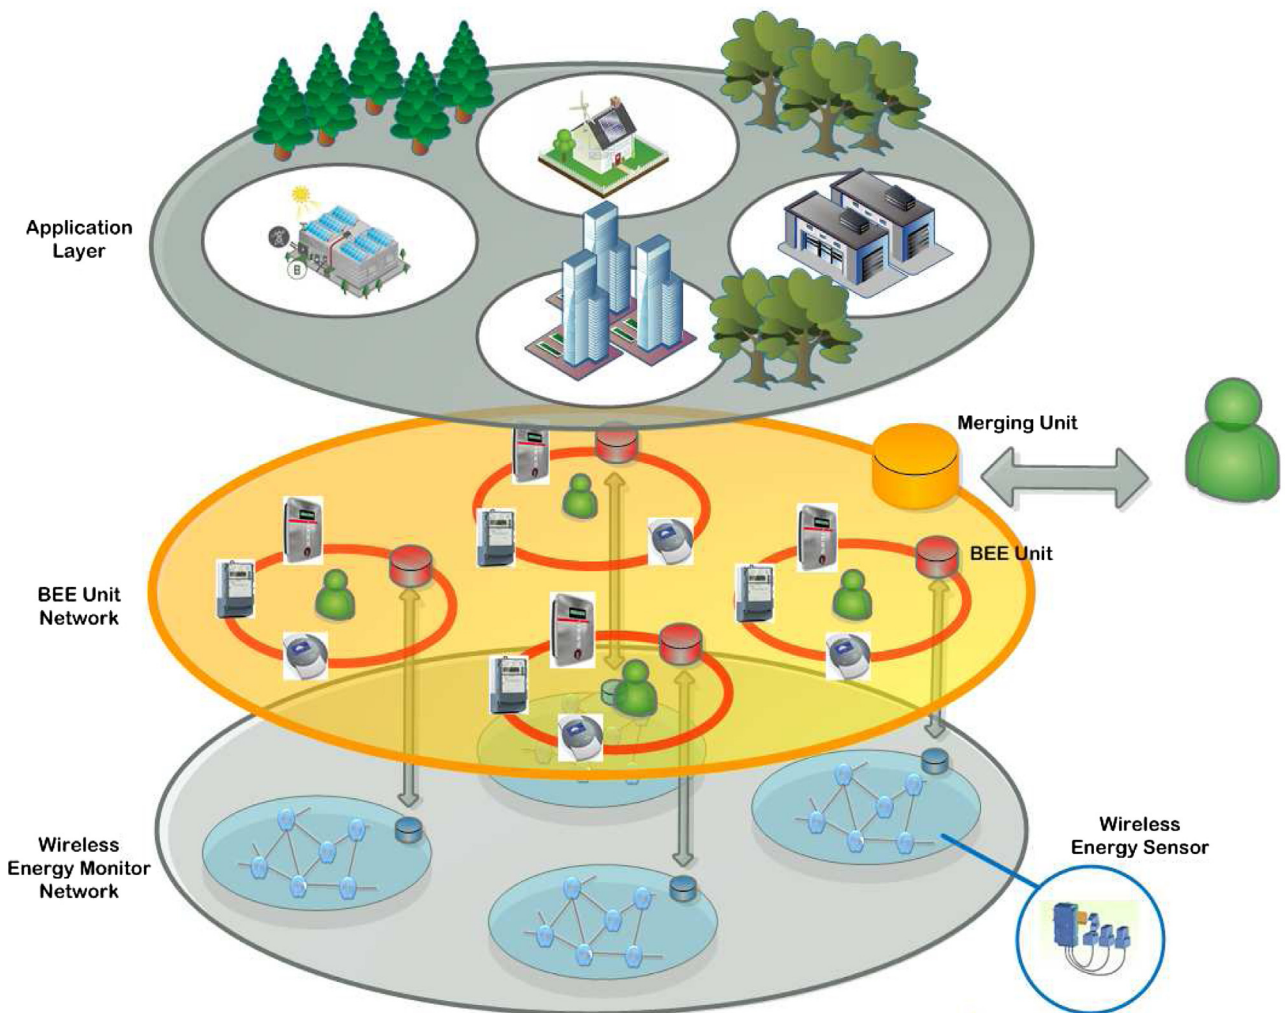 Application
Layer
Merging Unit
BEE Unit
BEE Unit
Network
Wireless
Energy Monitor
Network
Wireless
Energy Sensor